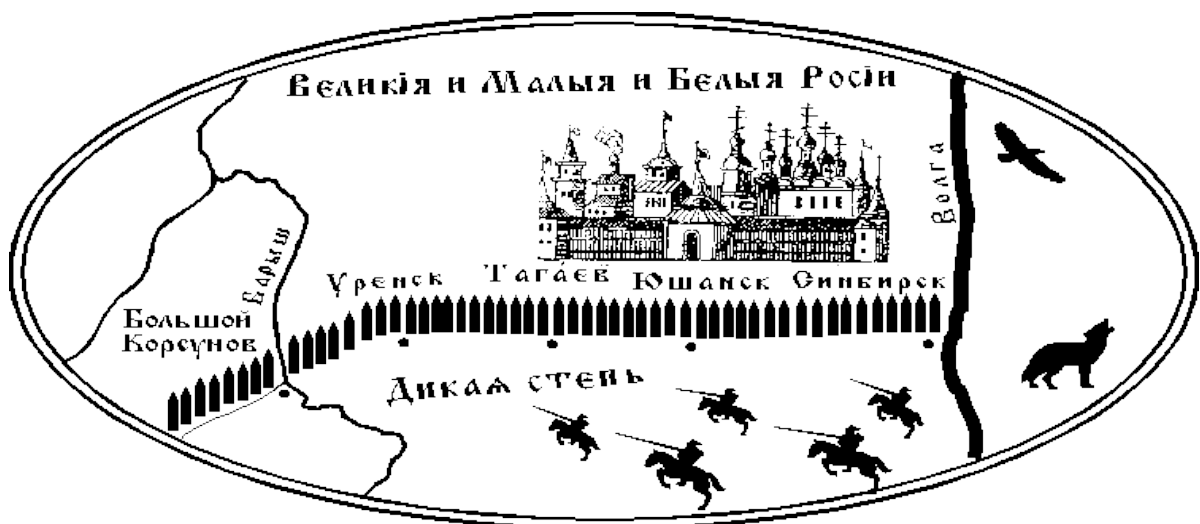 Великія и Малыя и Белыя Росіи
Волга
Барыш
Уренск
Тагаев
Юшанск
Синбирск
Большой
Корсунов
Дикая степь